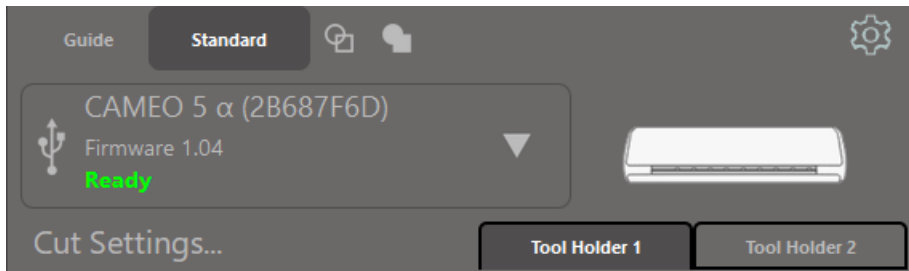 Guide Standard
CAMEO 5 α (2B687F6D)
Firmware 1.04
Ready
Cut Settings... Tool Holder 1 Tool Holder 2